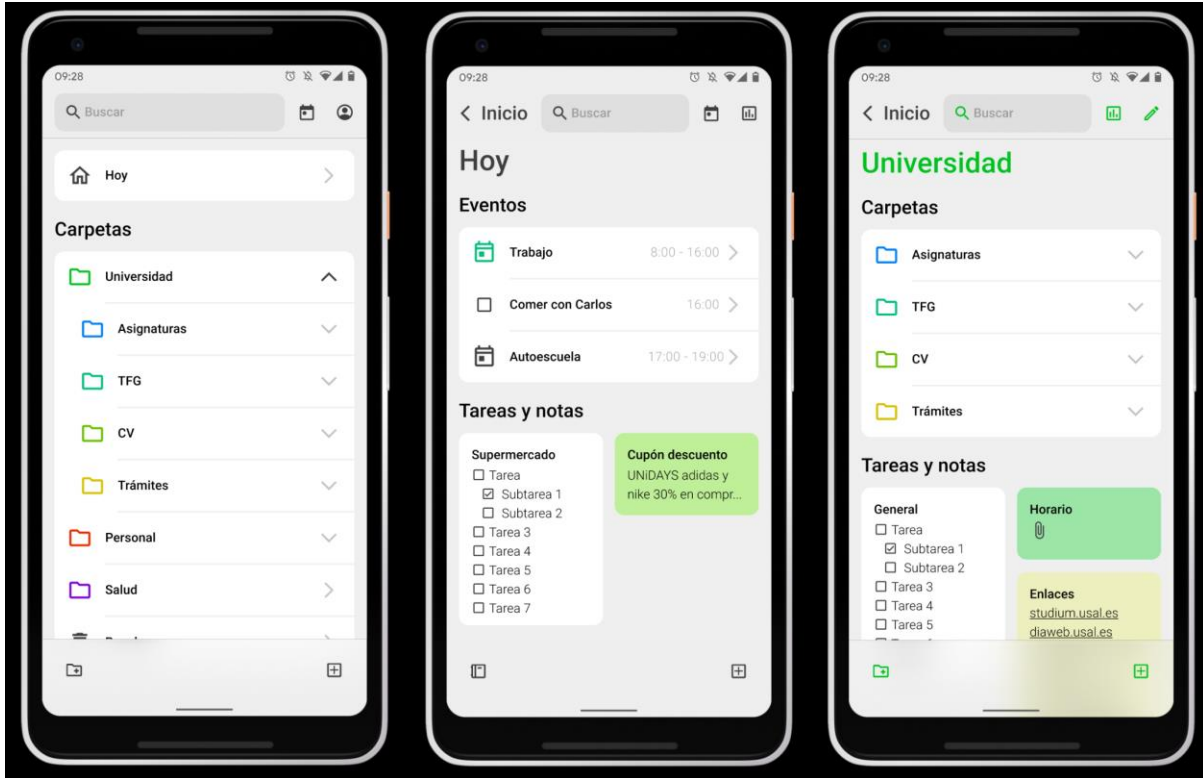 09:28
Buscar
Hoy
Carpetas
Universidad
Asignaturas
TFG
CV
Trámites
Personal
Salud
09:28
Inicio
Buscar
Hoy
Eventos
Trabajo 8:00 - 16:00
Comer con Carlos 16:00
Autoescuela 17:00 - 19:00
Tareas y notas
Supermercado
Tarea
Subtarea 1
Subtarea 2
Tarea 3
Tarea 4
Tarea 5
Tarea 6
Tarea 7
Cupón descuento
UNiDAYS adidas y
nike 30% en compr...
09:28
Inicio
Buscar
Universidad
Carpetas
Asignaturas
TFG
CV
Trámites
Tareas y notas
General
Tarea
Subtarea 1
Subtarea 2
Tarea 3
Tarea 4
Tarea 5
Horario
Enlaces
studium.usal.es
diaweb.usal.es